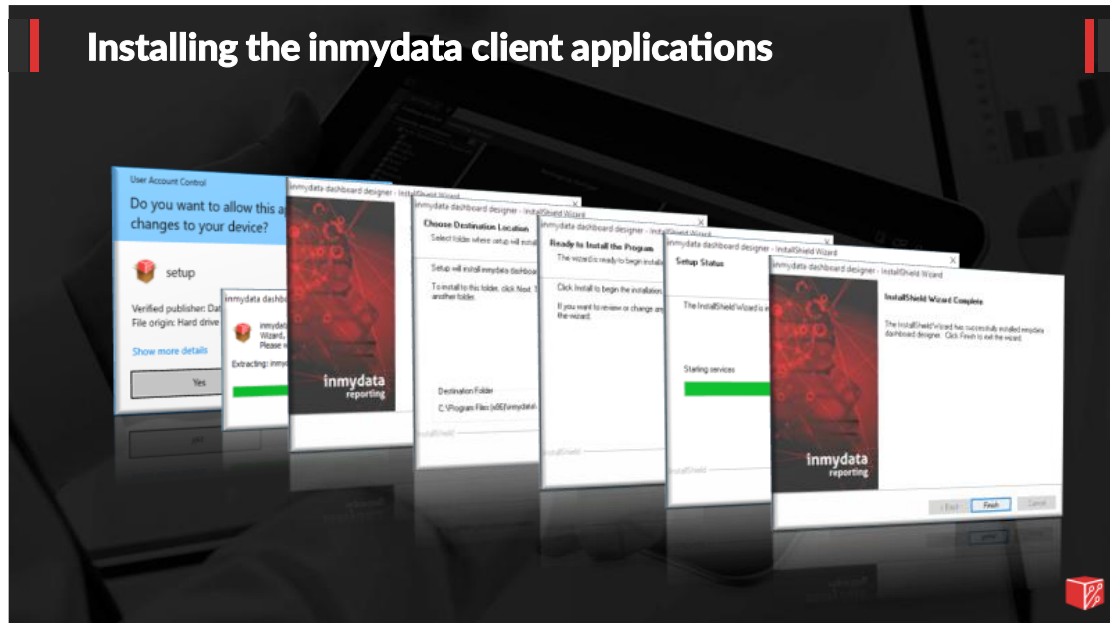 Installing the inmydata client applications
User Account Control
Do you want to allow this a
changes to your device?
setup
Verified publisher: Dat
File origin: Hard drive
Show more details
Yes
inmydata dashb
inmydat
Wizard,
Please w
Extracting: inmy
inmydata dashboard designer - InstallShield Wizard
inmydata
reporting
inmydata dashboard designer - InstallShield Wizard
Choose Destination Location
Select folder where setup will install
Setup will install inmydata dashboa
To install to this folder, click Next. T
another folder.
Destination Folder
C:\Program Files (x86)\inmydata\
InstallShield
inmydata dashboard designer - InstallShield Wizard
Ready to Install the Program
The wizard is ready to begin installa
Click Install to begin the installation.
If you want to review or change any
the wizard.
InstallShield
inmydata dashboard designer - InstallShield Wizard
Setup Status
The InstallShield Wizard is in
Starting services
InstallShield
inmydata dashboard designer - InstallShield Wizard
InstallShield Wizard Complete
The InstallShield Wizard has successfully installed inmydata
dashboard designer. Click Finish to exit the wizard.
inmydata
reporting
< Back
Finish
Cancel